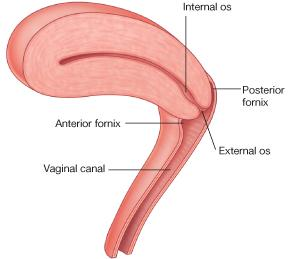 Internal os
Posterior
fornix
Anterior fornix
External os
Vaginal canal